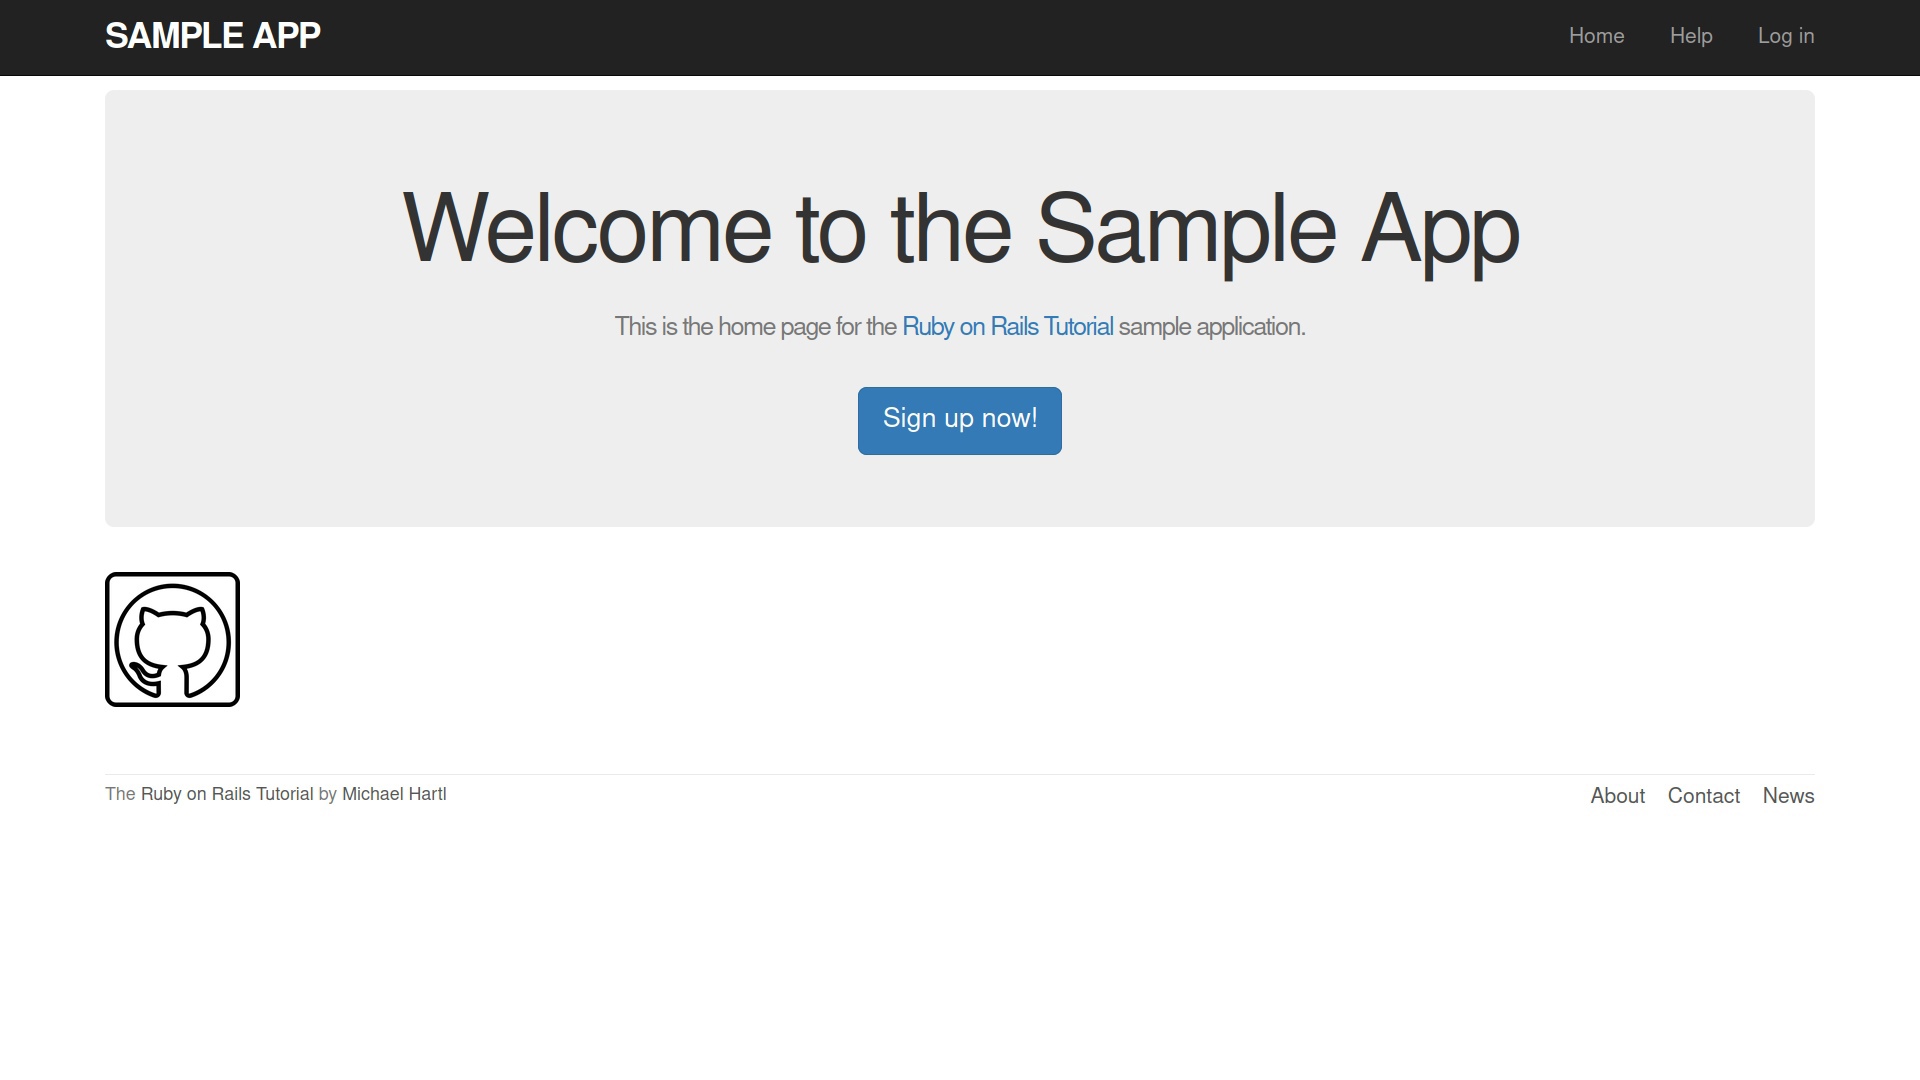 SAMPLE APP
Home Help Log in
Welcome to the Sample App
This is the home page for the Ruby on Rails Tutorial sample application.
Sign up now!
The Ruby on Rails Tutorial by Michael Hartl
About Contact News